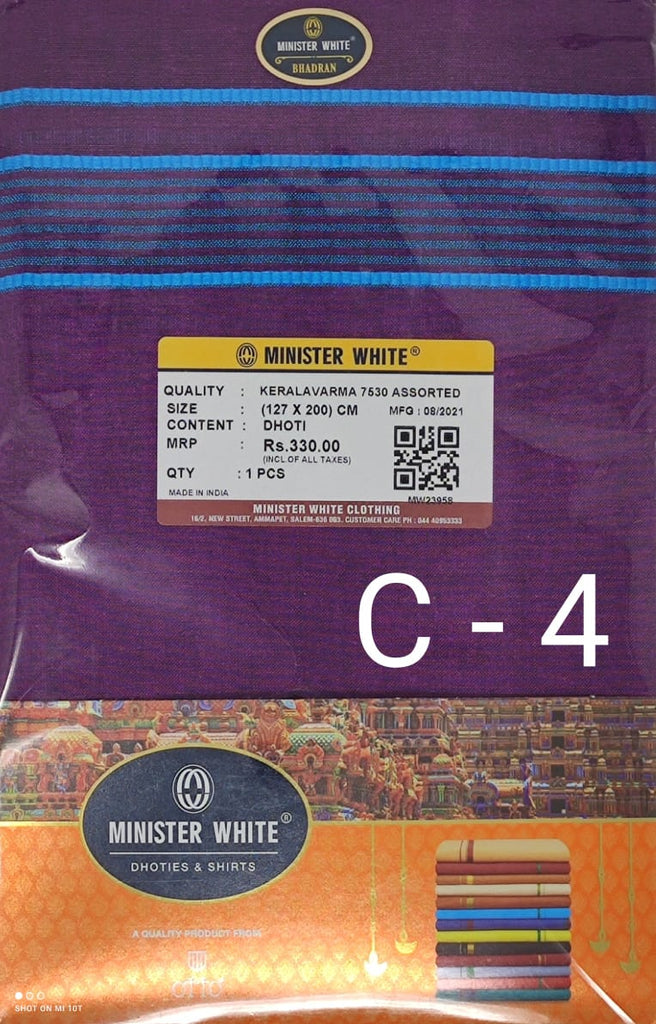 MINISTER WHITE®
BHADRAN
MINISTER WHITE®
QUALITY : KERALAVARMA 7530 ASSORTED
SIZE : (127 X 200) CM MFG : 08/2021
CONTENT : DHOTI
MRP : Rs.330.00
(INCL.OF ALL TAXES)
QTY : 1 PCS
MADE IN INDIA
MW23958
MINISTER WHITE CLOTHING
16/2, NEW STREET, AMMAPET, SALEM-636 003. CUSTOMER CARE PH : 044 40953333
C - 4
MINISTER WHITE®
DHOTIES & SHIRTS
A QUALITY PRODUCT FROM
OTTO
SHOT ON MI 10T